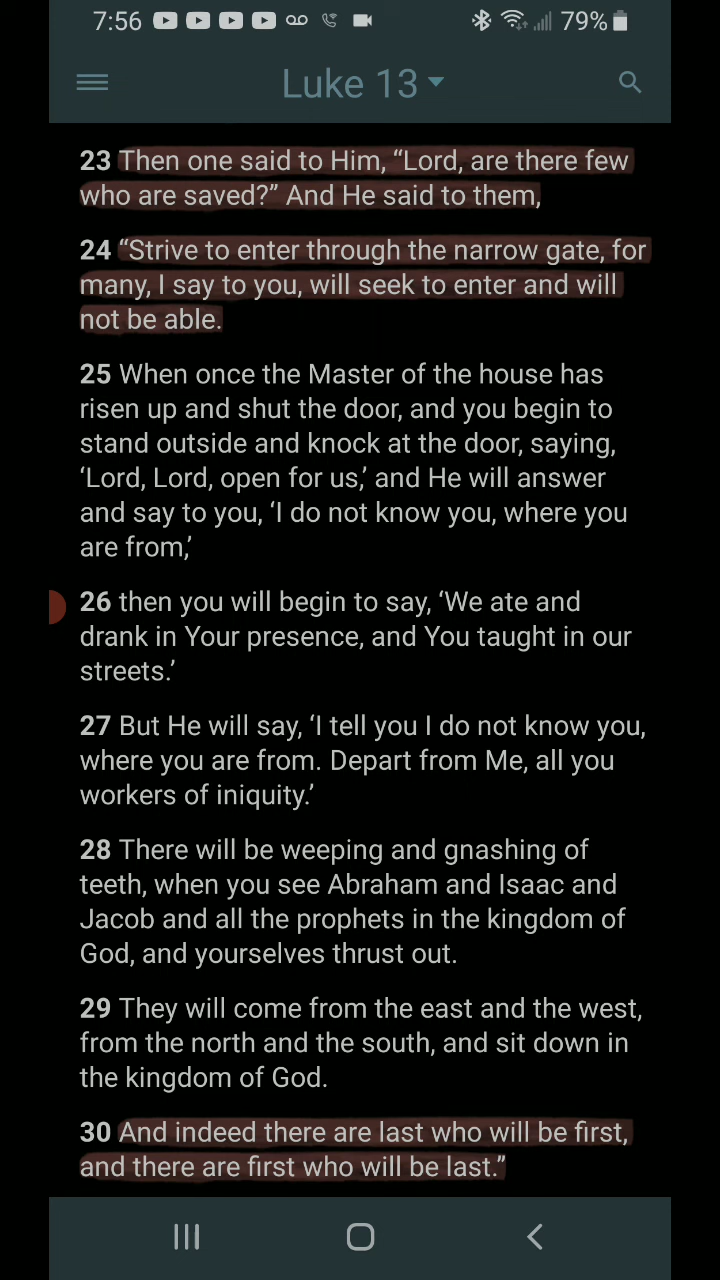 7:56 79%
Luke 13
23 Then one said to Him, “Lord, are there few
who are saved?” And He said to them,
24 “Strive to enter through the narrow gate, for
many, I say to you, will seek to enter and will
not be able.
25 When once the Master of the house has
risen up and shut the door, and you begin to
stand outside and knock at the door, saying,
‘Lord, Lord, open for us,’ and He will answer
and say to you, ‘I do not know you, where you
are from,’
26 then you will begin to say, ‘We ate and
drank in Your presence, and You taught in our
streets.’
27 But He will say, ‘I tell you I do not know you,
where you are from. Depart from Me, all you
workers of iniquity.’
28 There will be weeping and gnashing of
teeth, when you see Abraham and Isaac and
Jacob and all the prophets in the kingdom of
God, and yourselves thrust out.
29 They will come from the east and the west,
from the north and the south, and sit down in
the kingdom of God.
30 And indeed there are last who will be first,
and there are first who will be last.”